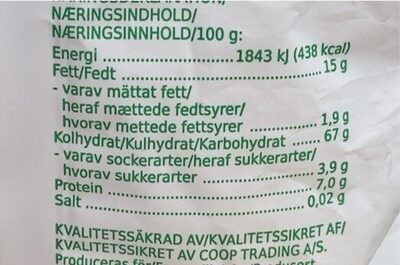 NÆRINGSINDHOLD/
NÆRINGSINNHOLD/100 g:
Energi ............................ 1843 kJ (438 kcal)
Fett/Fedt ................................................. 15 g
- varav mättat fett/
heraf mættede fedtsyrer/
hvorav mettede fettsyrer .................. 1,9 g
Kolhydrat/Kulhydrat/Karbohydrat ... 67 g
- varav sockerarter/heraf sukkerarter/
hvorav sukkerarter ............................ 3,9 g
Protein ................................................ 7,0 g
Salt ..................................................... 0,02 g
KVALITETSSÄKRAD AV/KVALITETSSIKRET AF/
KVALITETSSIKRET AV COOP TRADING A/S.
Produceras för/